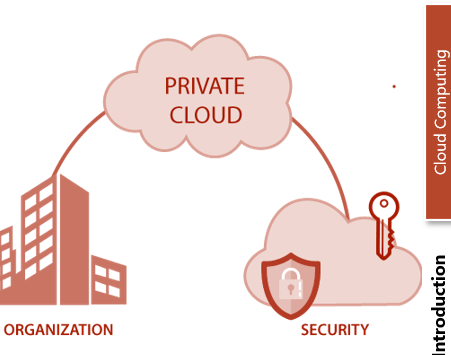 PRIVATE
CLOUD
ORGANIZATION
SECURITY
Cloud Computing
Introduction